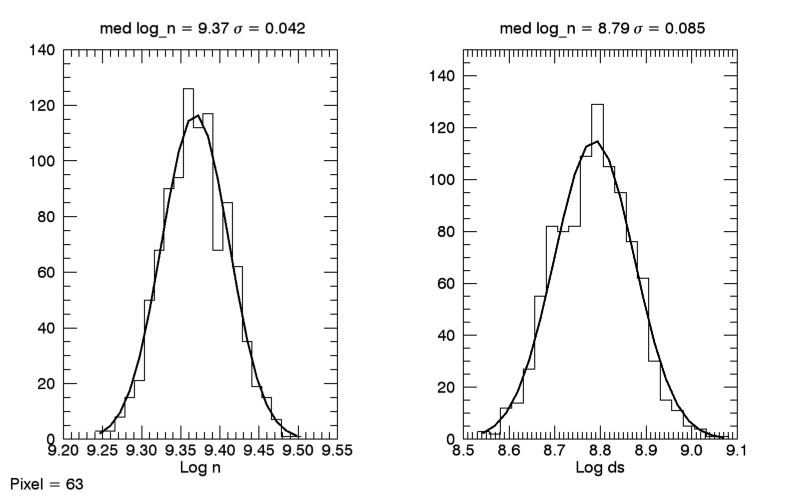 med log_n = 9.37 σ = 0.042
140
120
100
80
60
40
20
0
9.20 9.25 9.30 9.35 9.40 9.45 9.50 9.55
Log n
med log_n = 8.79 σ = 0.085
140
120
100
80
60
40
20
0
8.5 8.6 8.7 8.8 8.9 9.0 9.1
Log ds
Pixel = 63